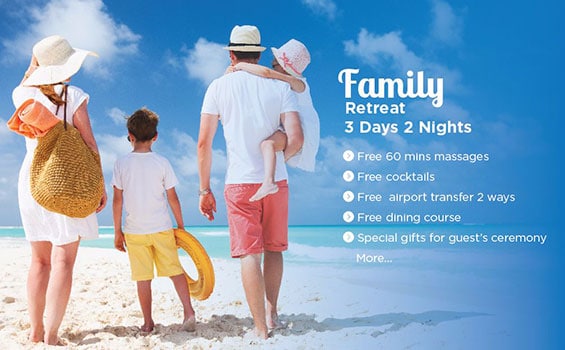 Family
Retreat
3 Days 2 Nights
Free 60 mins massages
Free cocktails
Free airport transfer 2 ways
Free dining course
Special gifts for guest's ceremony
More...